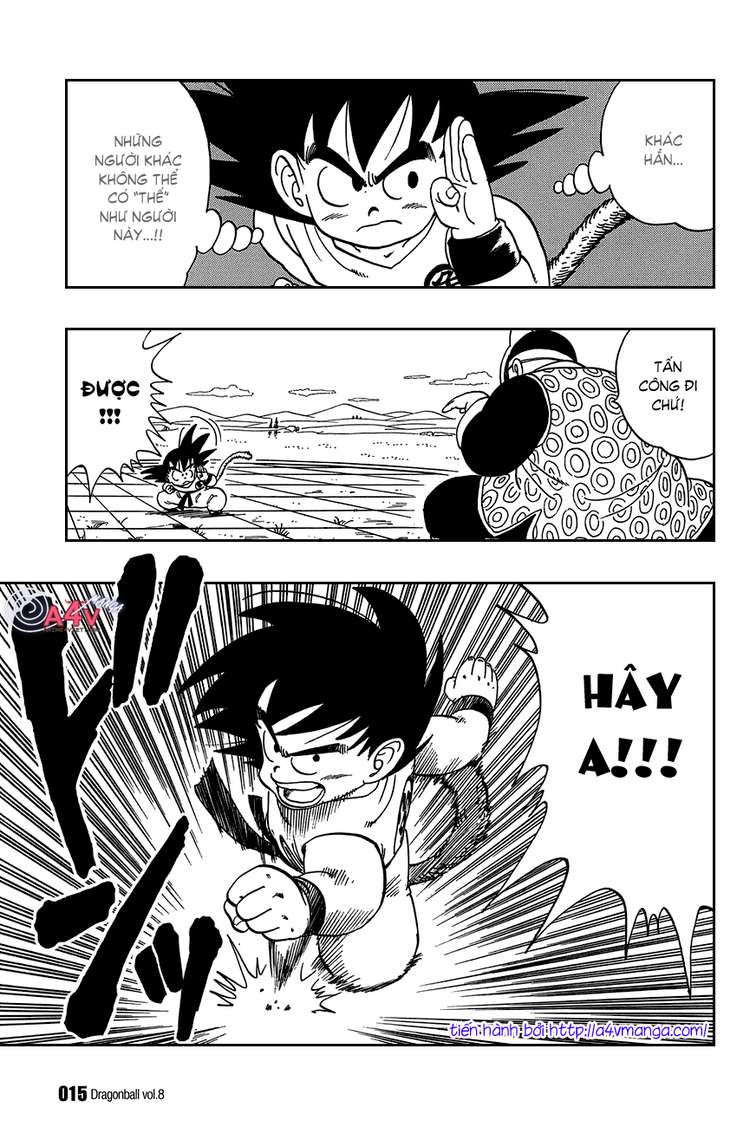 KHÁC
HẲN...
NHỮNG
NGƯỜI KHÁC
KHÔNG THỂ
CÓ "THẾ"
NHƯ NGƯỜI
NÀY...!!
TẤN
CÔNG ĐI
CHỨ!
ĐƯỢC
!!!
HÂY
A!!!
A4V
Manga
tiến hành bởi http://a4vmanga.com/
015 Dragonball vol.8